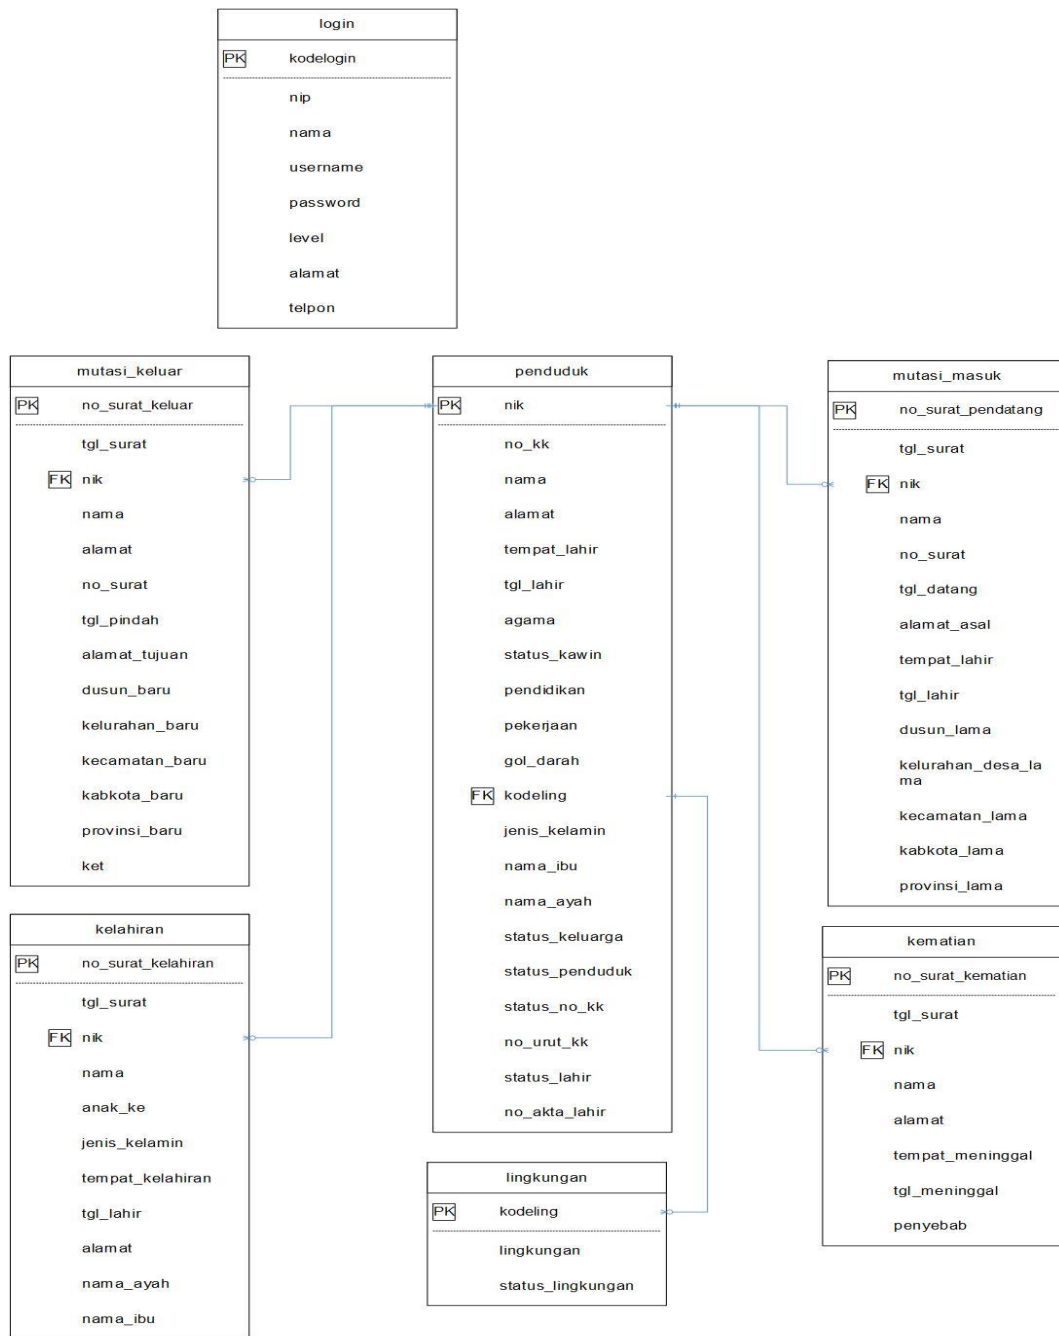 login
PK kodelogin
nip
nama
username
password
level
alamat
telpon
mutasi_keluar
PK no_surat_keluar
tgl_surat
FK nik
nama
alamat
no_surat
tgl_pindah
alamat_tujuan
dusun_baru
kelurahan_baru
kecamatan_baru
kabkota_baru
provinsi_baru
ket
penduduk
PK nik
no_kk
nama
alamat
tempat_lahir
tgl_lahir
agama
status_kawin
pendidikan
pekerjaan
gol_darah
FK kodeling
jenis_kelamin
nama_ibu
nama_ayah
status_keluarga
status_penduduk
status_no_kk
no_urut_kk
status_lahir
no_akta_lahir
mutasi_masuk
PK no_surat_pendatang
tgl_surat
FK nik
nama
no_surat
tgl_datang
alamat_asal
tempat_lahir
tgl_lahir
dusun_lama
kelurahan_desa_la
ma
kecamatan_lama
kabkota_lama
provinsi_lama
kelahiran
PK no_surat_kelahiran
tgl_surat
FK nik
nama
anak_ke
jenis_kelamin
tempat_kelahiran
tgl_lahir
alamat
nama_ayah
nama_ibu
lingkungan
PK kodeling
lingkungan
status_lingkungan
kematian
PK no_surat_kematian
tgl_surat
FK nik
nama
alamat
tempat_meninggal
tgl_meninggal
penyebab